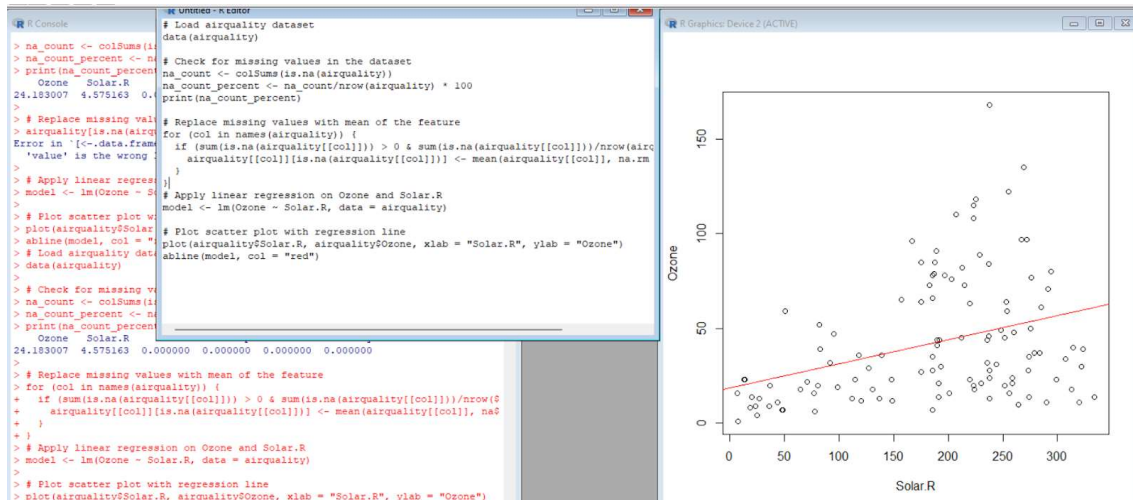 R Console
> na_count <- colSums(is
> na_count_percent <- na
> print(na_count_percent
Ozone Solar.R
24.183007 4.575163 0.0
>
> # Replace missing value
> airquality[is.na(airqu
Error in `[<-.data.frame
'value' is the wrong
>
> # Apply linear regress
> model <- lm(Ozone ~ So
>
> # Plot scatter plot wi
> plot(airquality$Solar
> abline(model, col = "
> # Load airquality data
> data(airquality)
>
> # Check for missing va
> na_count <- colSums(is
> na_count_percent <- na
> print(na_count_percent
Ozone Solar.R
24.183007 4.575163 0.000000 0.000000 0.000000 0.000000
>
> # Replace missing values with mean of the feature
> for (col in names(airquality)) {
+ if (sum(is.na(airquality[[col]])) > 0 & sum(is.na(airquality[[col]]))/nrow($
+ airquality[[col]][is.na(airquality[[col]])] <- mean(airquality[[col]], na$
+ }
+ }
> # Apply linear regression on Ozone and Solar.R
> model <- lm(Ozone ~ Solar.R, data = airquality)
>
> # Plot scatter plot with regression line
> plot(airquality$Solar.R, airquality$Ozone, xlab = "Solar.R", ylab = "Ozone")
Untitled - R Editor
# Load airquality dataset
data(airquality)
# Check for missing values in the dataset
na_count <- colSums(is.na(airquality))
na_count_percent <- na_count/nrow(airquality) * 100
print(na_count_percent)
# Replace missing values with mean of the feature
for (col in names(airquality)) {
if (sum(is.na(airquality[[col]])) > 0 & sum(is.na(airquality[[col]]))/nrow(airq
airquality[[col]][is.na(airquality[[col]])] <- mean(airquality[[col]], na.rm
}
}
# Apply linear regression on Ozone and Solar.R
model <- lm(Ozone ~ Solar.R, data = airquality)
# Plot scatter plot with regression line
plot(airquality$Solar.R, airquality$Ozone, xlab = "Solar.R", ylab = "Ozone")
abline(model, col = "red")
R Graphics: Device 2 (ACTIVE)
Ozone
150
100
50
0
0 50 100 150 200 250 300
Solar.R